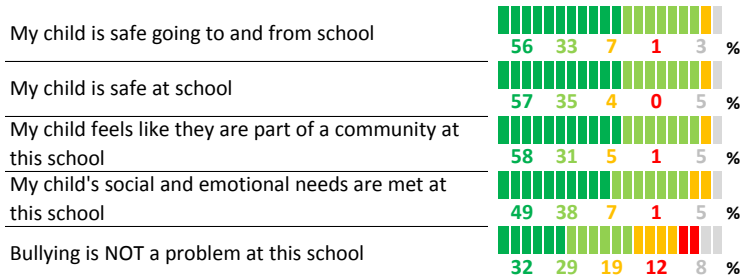 My child is safe going to and from school
56 33 7 1 3 %
My child is safe at school
57 35 4 0 5 %
My child feels like they are part of a community at
this school
58 31 5 1 5 %
My child's social and emotional needs are met at
this school
49 38 7 1 5 %
Bullying is NOT a problem at this school
32 29 19 12 8 %